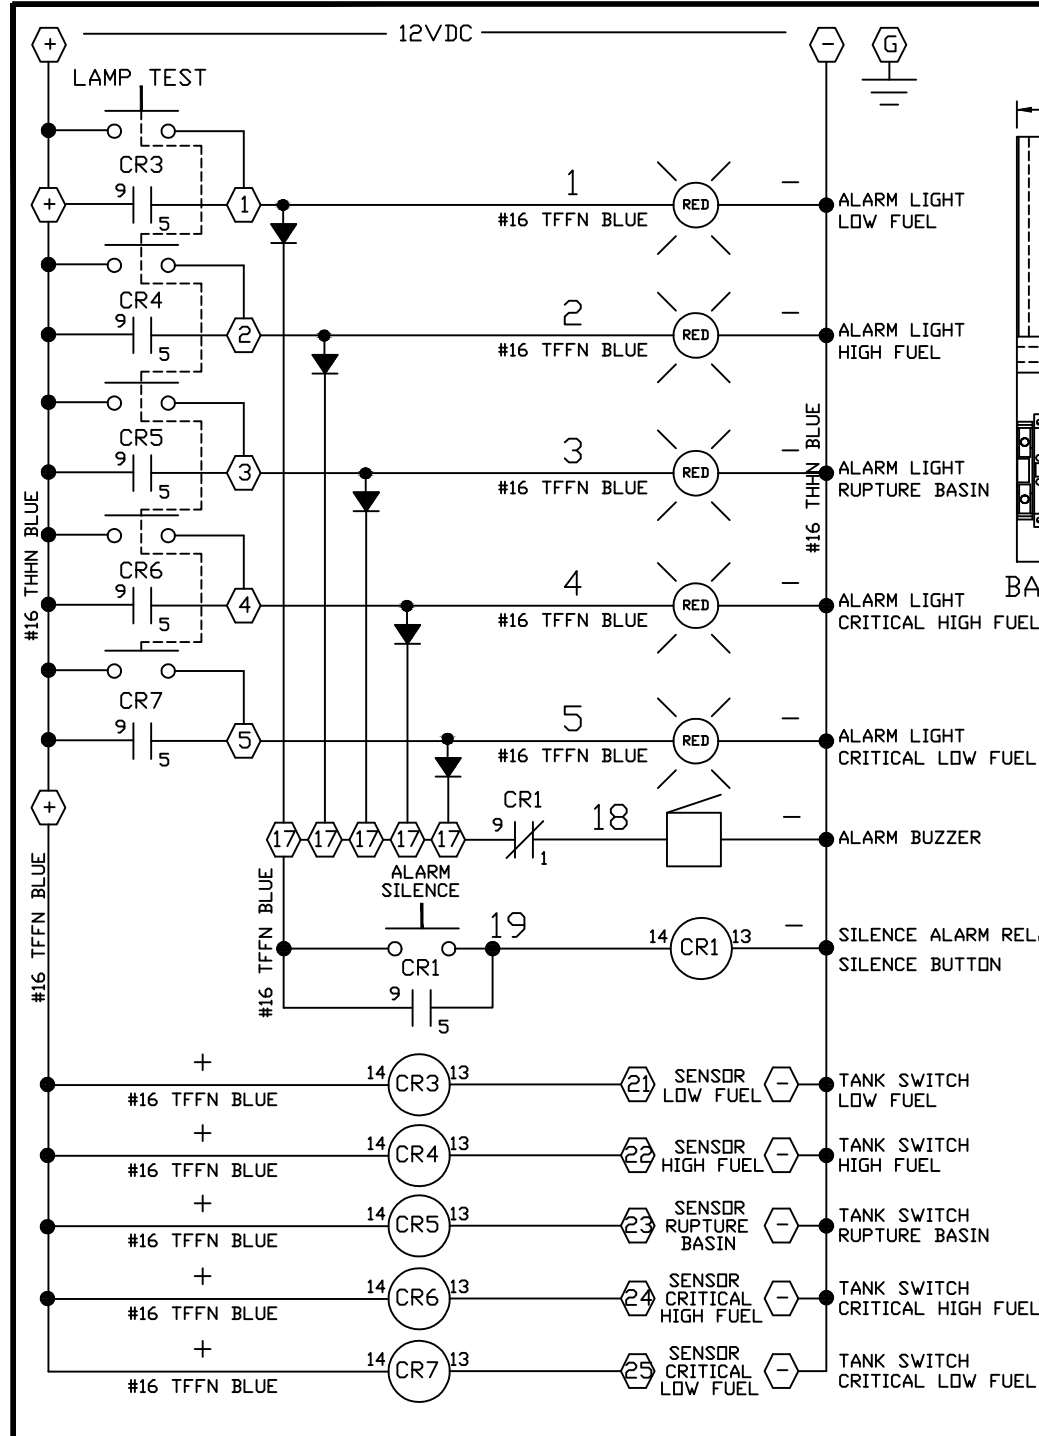 +
12VDC
-
G
LAMP TEST
CR3
9
5
+
1
1
#16 TFFN BLUE
RED
-
ALARM LIGHT
LOW FUEL
CR4
9
5
2
2
#16 TFFN BLUE
RED
-
ALARM LIGHT
HIGH FUEL
CR5
9
5
3
3
#16 TFFN BLUE
RED
-
ALARM LIGHT
RUPTURE BASIN
#16 THHN BLUE
#16 THHN BLUE
CR6
9
5
4
4
#16 TFFN BLUE
RED
-
ALARM LIGHT
CRITICAL HIGH FUEL
CR7
9
5
5
5
#16 TFFN BLUE
RED
-
ALARM LIGHT
CRITICAL LOW FUEL
+
17 17 17 17 17
CR1
9
1
18
-
ALARM BUZZER
#16 TFFN BLUE
#16 TFFN BLUE
ALARM
SILENCE
19
CR1
9
5
14 CR1 13
-
SILENCE ALARM
SILENCE BUTTON
+
#16 TFFN BLUE
14 CR3 13
21
SENSOR
LOW FUEL
-
TANK SWITCH
LOW FUEL
+
#16 TFFN BLUE
14 CR4 13
22
SENSOR
HIGH FUEL
-
TANK SWITCH
HIGH FUEL
+
#16 TFFN BLUE
14 CR5 13
23
SENSOR
RUPTURE
BASIN
-
TANK SWITCH
RUPTURE BASIN
+
#16 TFFN BLUE
14 CR6 13
24
SENSOR
CRITICAL
HIGH FUEL
-
TANK SWITCH
CRITICAL HIGH FUEL
+
#16 TFFN BLUE
14 CR7 13
25
SENSOR
CRITICAL
LOW FUEL
-
TANK SWITCH
CRITICAL LOW FUEL